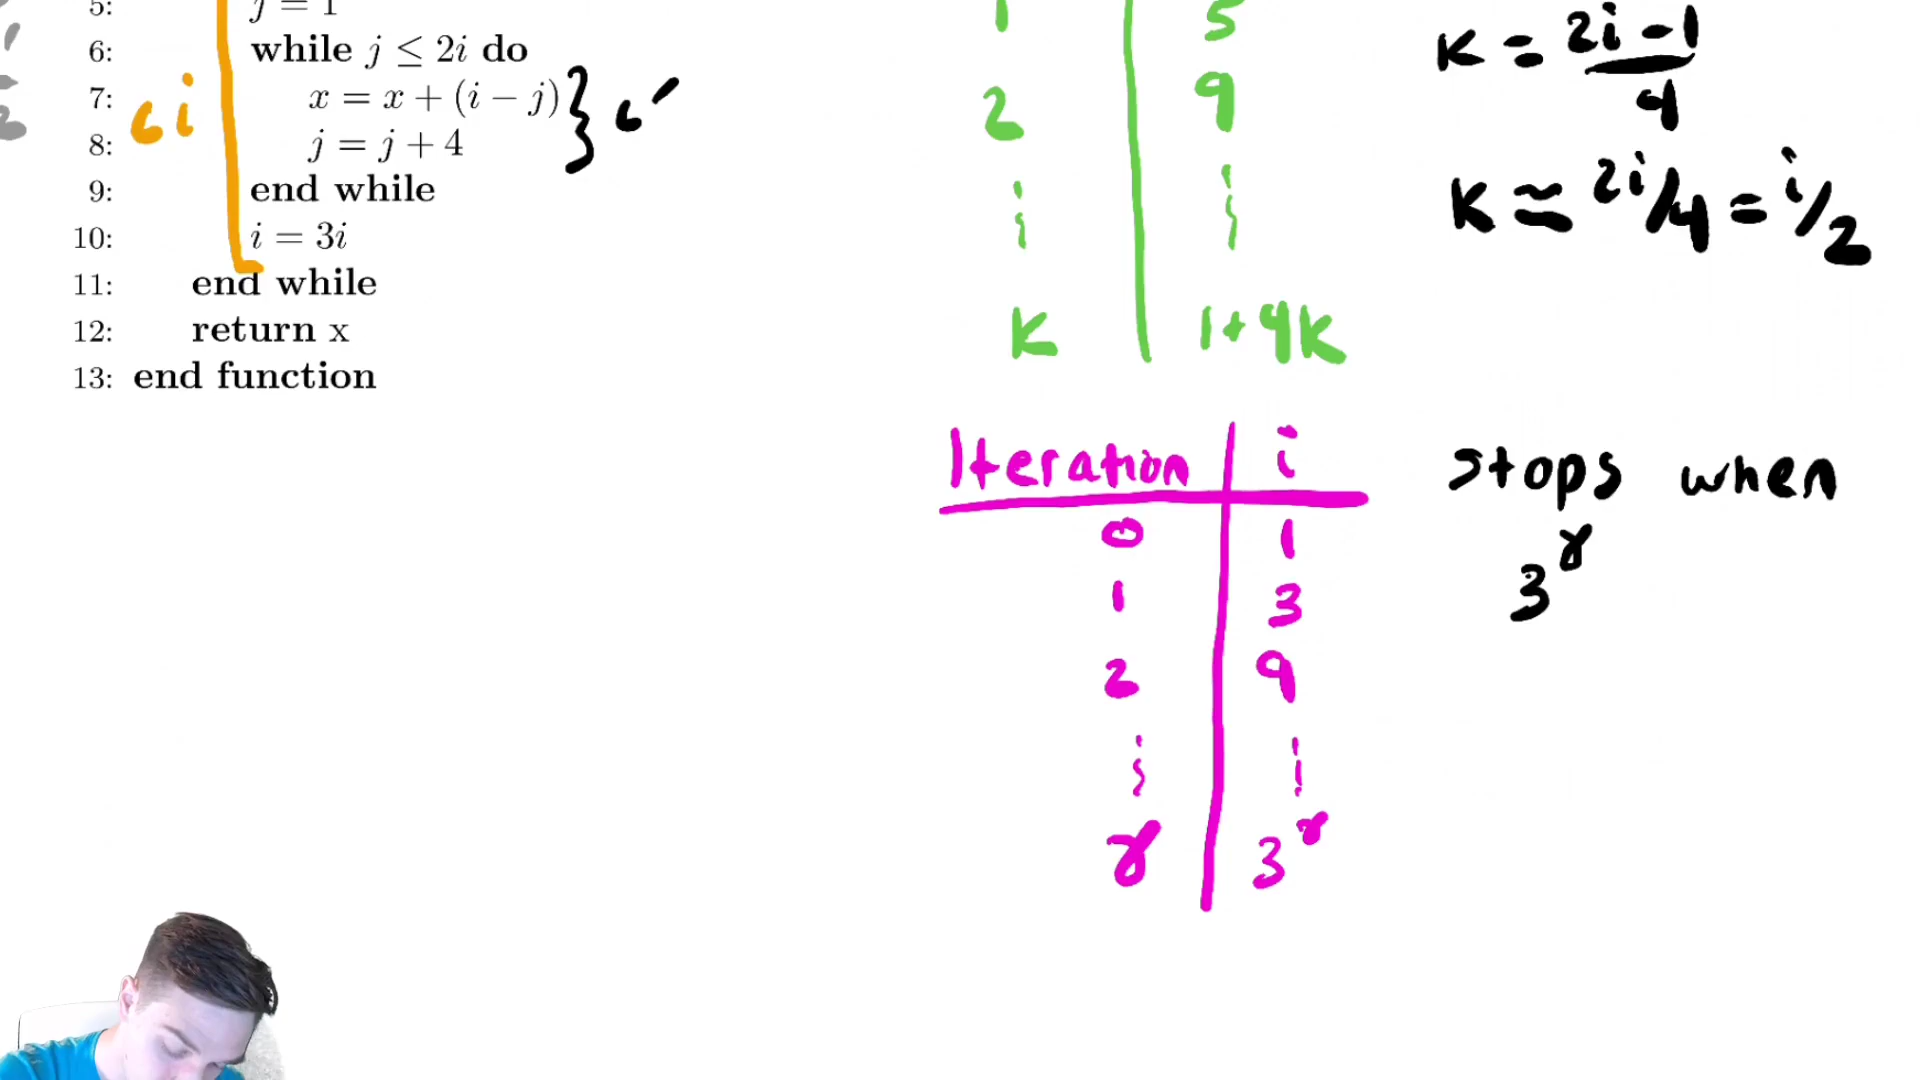 5: j = 1
6: while j ≤ 2i do
7: x = x + (i − j)
8: j = j + 4
9: end while
10: i = 3i
11: end while
12: return x
13: end function
ci
c'
1 5
2 9
⋮ ⋮
K 1+4K
K = 2i-1/4
K ≈ 2i/4 = i/2
Iteration i
0 1
1 3
2 9
⋮ ⋮
γ 3^γ
stops when
3^γ